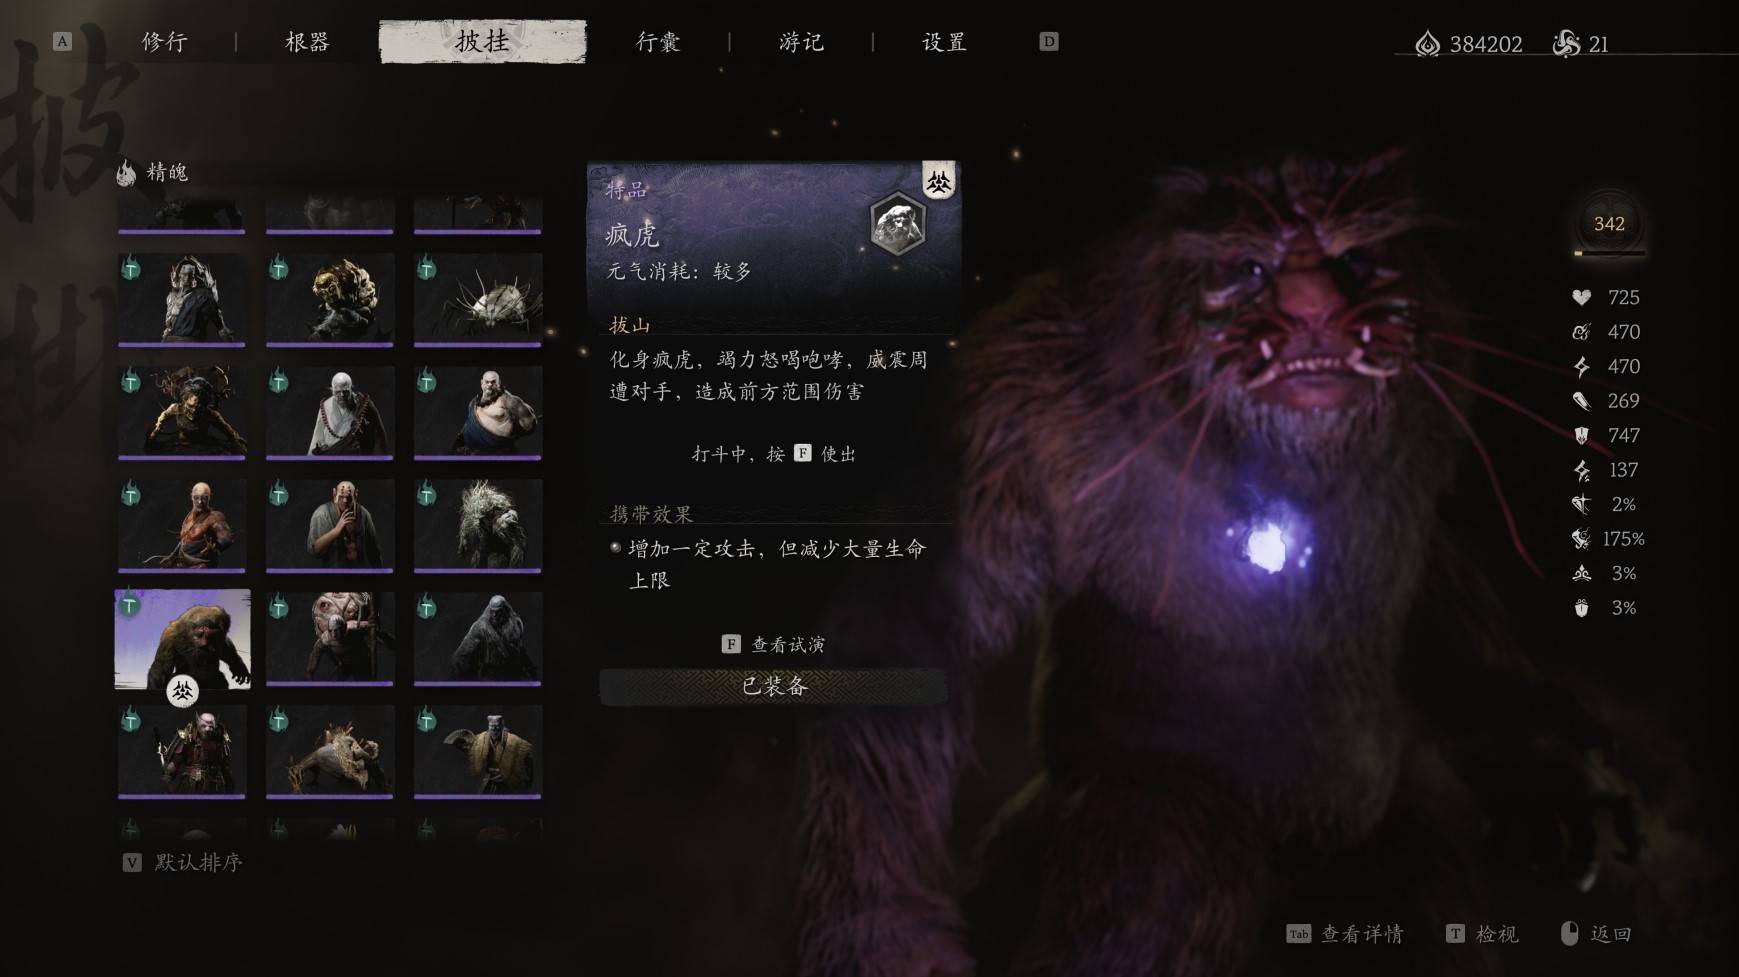 A 修行 | 根器 披挂 行囊 | 游记 | 设置 D
384202 21
披挂
精魄
特品
疯虎
元气消耗：较多
拔山
化身疯虎，竭力怒喝咆哮，威震周
遭对手，造成前方范围伤害
打斗中，按 F 使出
携带效果
增加一定攻击，但减少大量生命
上限
F 查看试演
已装备
342
725
470
470
269
747
137
2%
175%
3%
3%
V 默认排序
Tab 查看详情 T 检视 返回